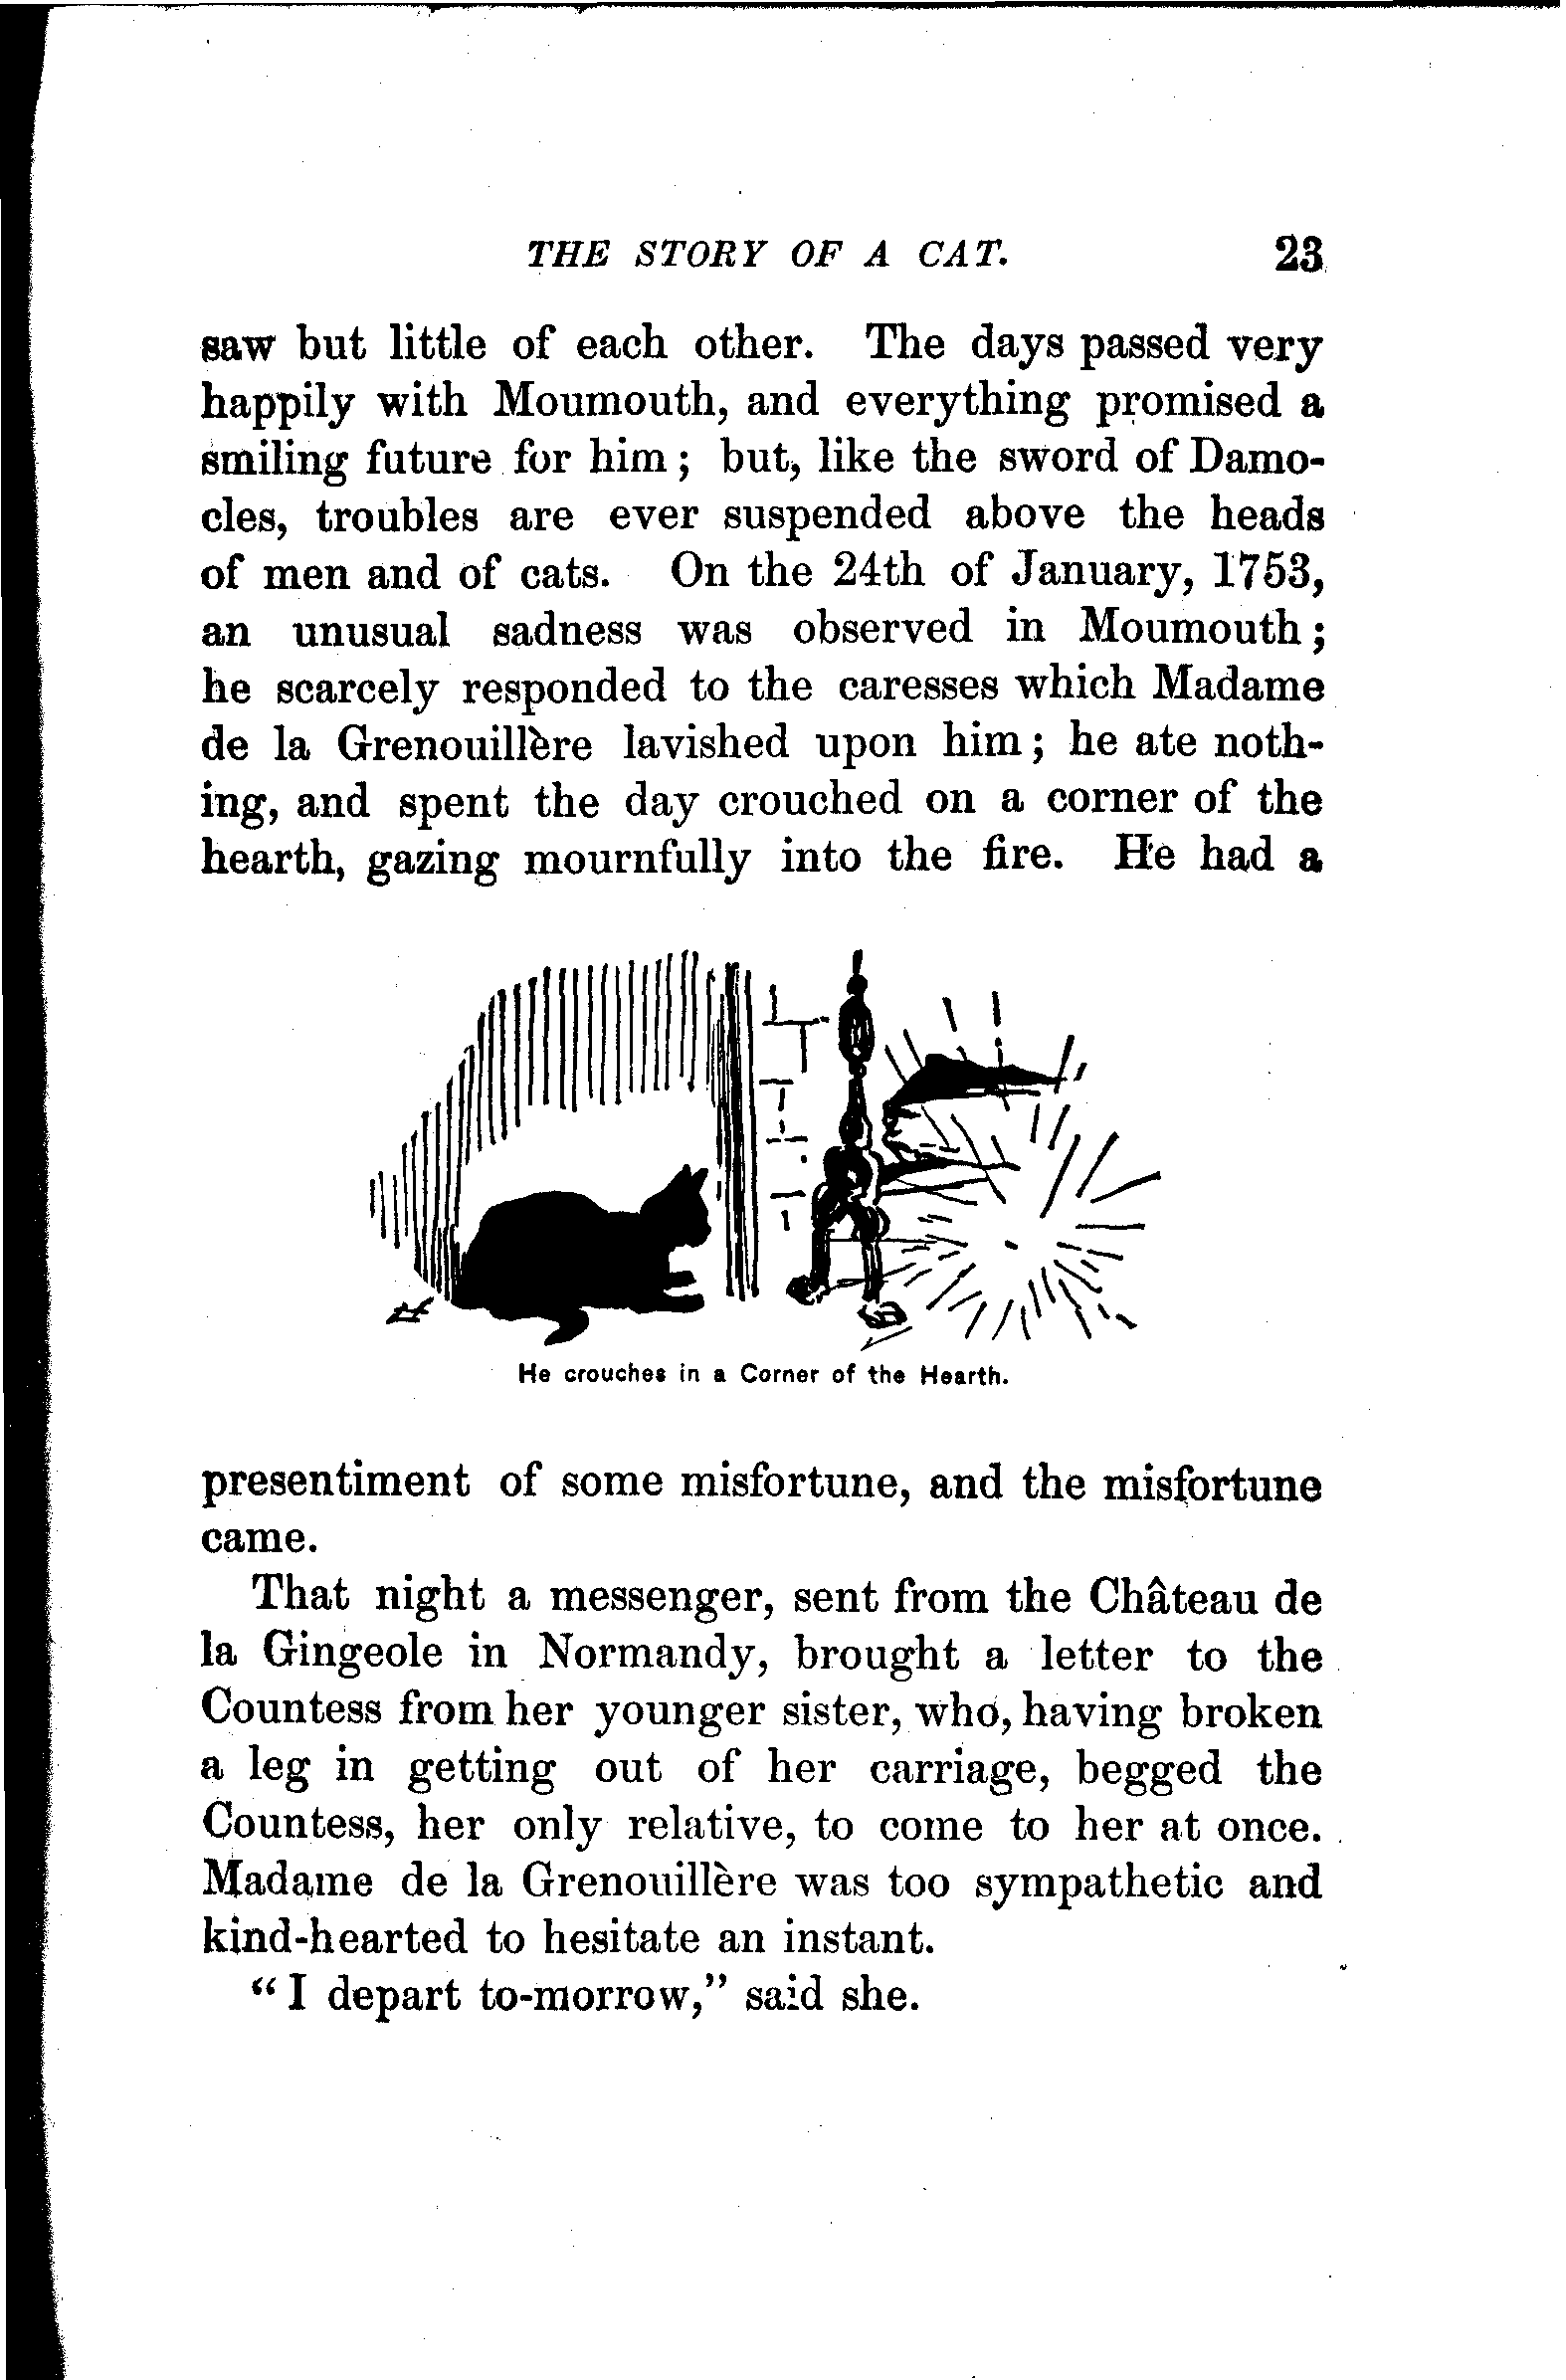 THE STORY OF A CAT. 23
saw but little of each other. The days passed very
happily with Moumouth, and everything promised a
smiling future for him; but, like the sword of Damo-
cles, troubles are ever suspended above the heads
of men and of cats. On the 24th of January, 1753,
an unusual sadness was observed in Moumouth;
he scarcely responded to the caresses which Madame
de la Grenouillère lavished upon him; he ate noth-
ing, and spent the day crouched on a corner of the
hearth, gazing mournfully into the fire. He had a
He crouches in a Corner of the Hearth.
presentiment of some misfortune, and the misfortune
came.
That night a messenger, sent from the Château de
la Gingeole in Normandy, brought a letter to the
Countess from her younger sister, who, having broken
a leg in getting out of her carriage, begged the
Countess, her only relative, to come to her at once.
Madame de la Grenouillère was too sympathetic and
kind-hearted to hesitate an instant.
"I depart to-morrow," said she.